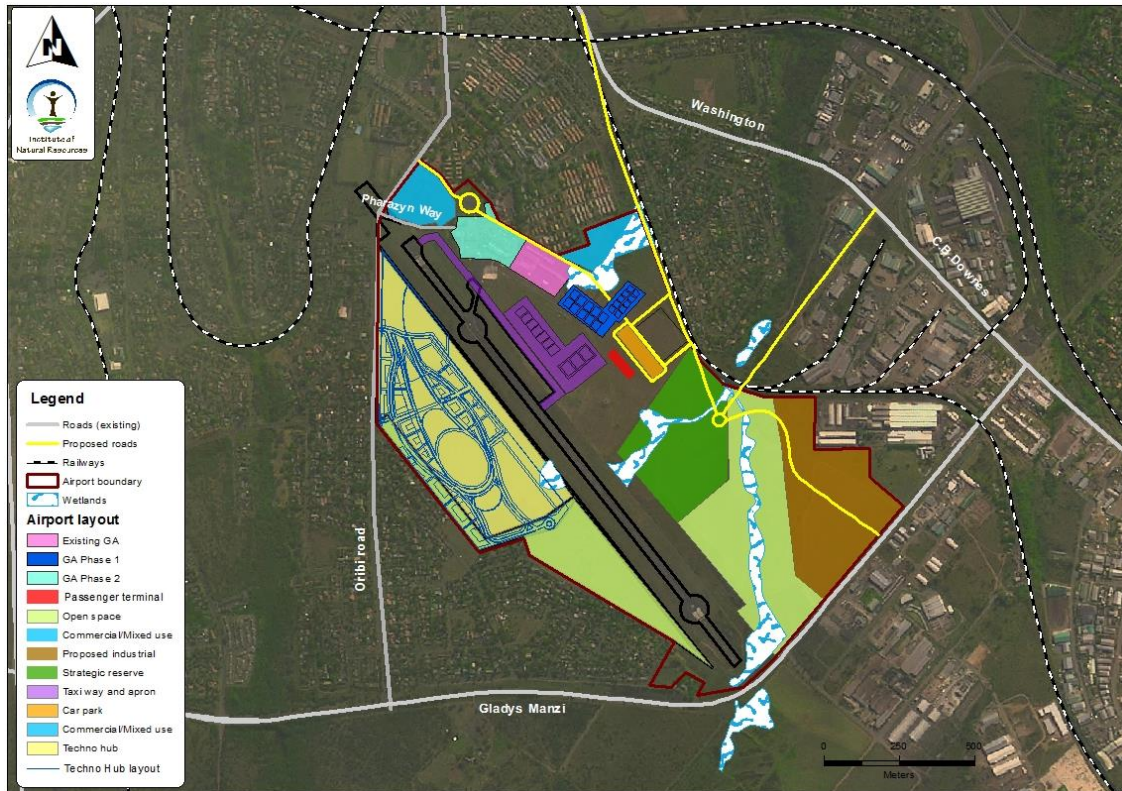 N
Institute of
Natural Resources
Washington
Pharazyn Way
C.B.Downes
Oribi road
Gladys Manzi
Legend
Roads (existing)
Proposed roads
Railways
Airport boundary
Wetlands
Airport layout
Existing GA
GA Phase 1
GA Phase 2
Passenger terminal
Open space
Commercial/Mixed use
Proposed industrial
Strategic reserve
Taxi way and apron
Car park
Commercial/Mixed use
Techno hub
Techno Hub layout
0 250 500
Meters